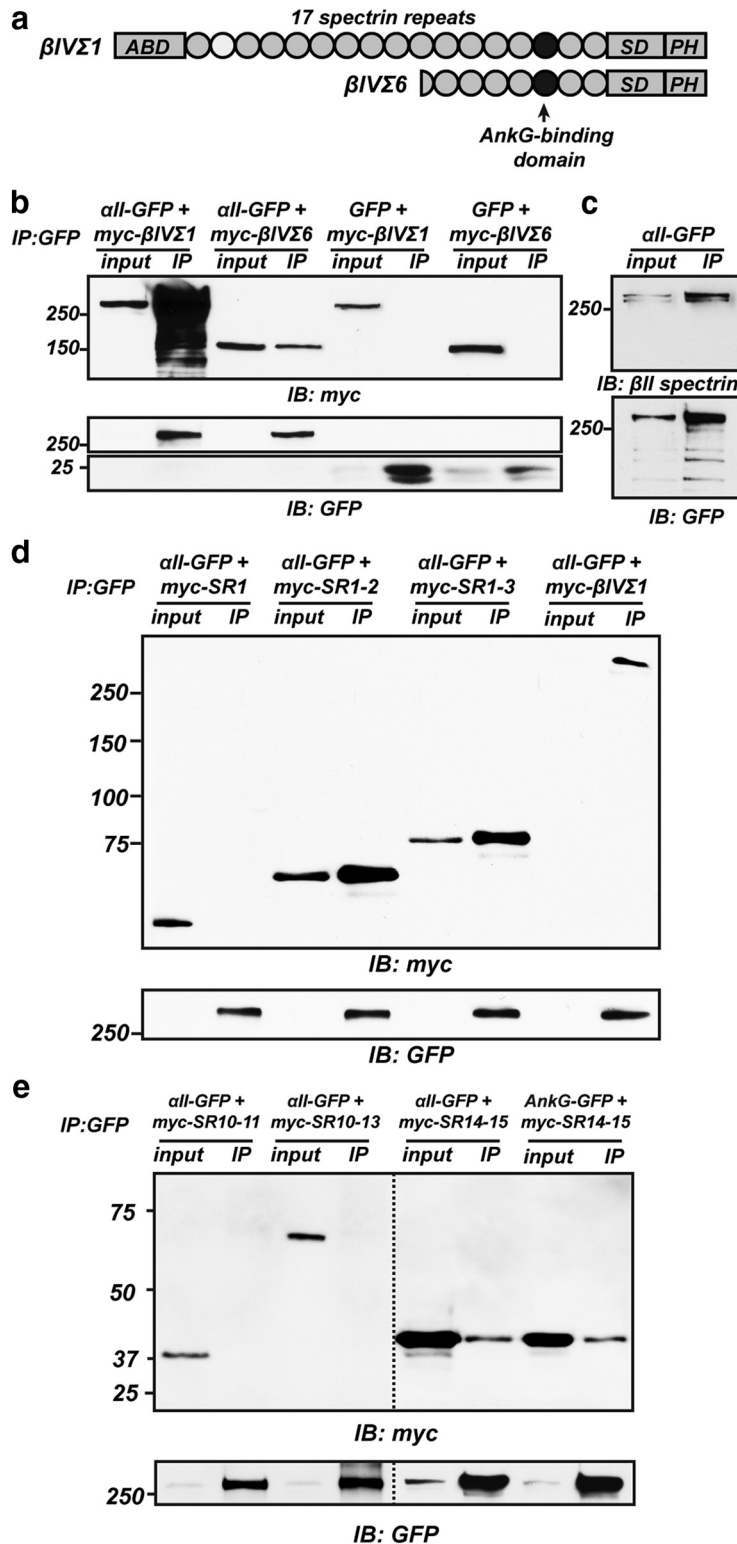 a
17 spectrin repeats
βIVΣ1
ABD
SD
PH
βIVΣ6
SD
PH
AnkG-binding
domain
b
IP:GFP
αII-GFP +
myc-βIVΣ1
αII-GFP +
myc-βIVΣ6
GFP +
myc-βIVΣ1
GFP +
myc-βIVΣ6
input IP input IP input IP input IP
250
150
IB: myc
250
25
IB: GFP
c
αII-GFP
input IP
250
IB: βII spectrin
250
IB: GFP
d
IP:GFP
αII-GFP +
myc-SR1
αII-GFP +
myc-SR1-2
αII-GFP +
myc-SR1-3
αII-GFP +
myc-βIVΣ1
input IP input IP input IP input IP
250
150
100
75
IB: myc
250
IB: GFP
e
IP:GFP
αII-GFP +
myc-SR10-11
αII-GFP +
myc-SR10-13
αII-GFP +
myc-SR14-15
AnkG-GFP +
myc-SR14-15
input IP input IP input IP input IP
75
50
37
25
IB: myc
250
IB: GFP